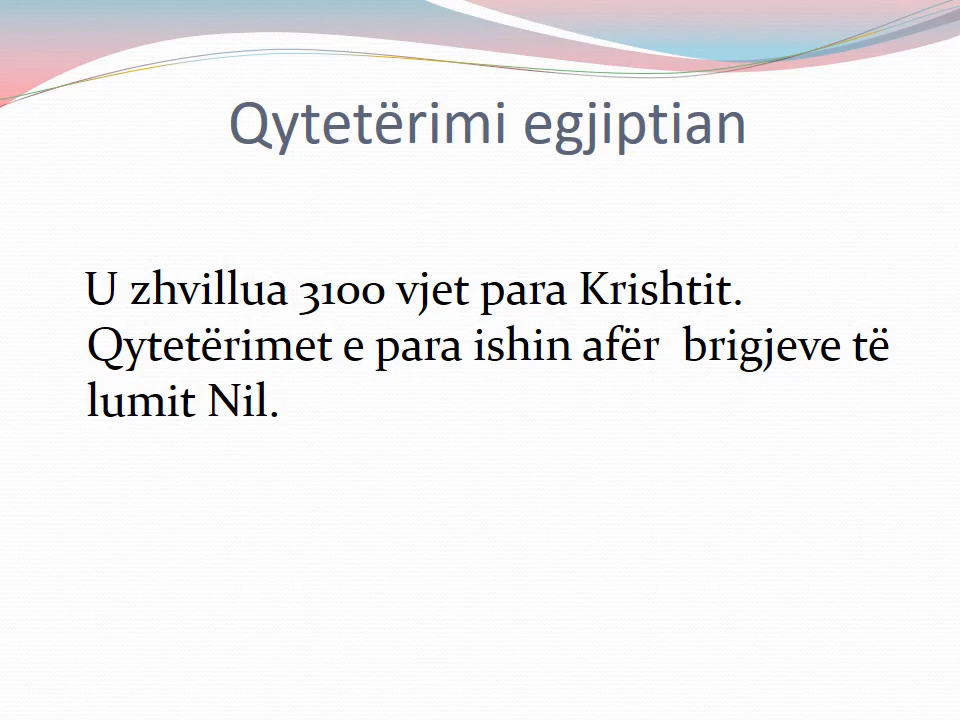 Qytetërimi egjiptian
U zhvillua 3100 vjet para Krishtit.
Qytetërimet e para ishin afër  brigjeve të
lumit Nil.